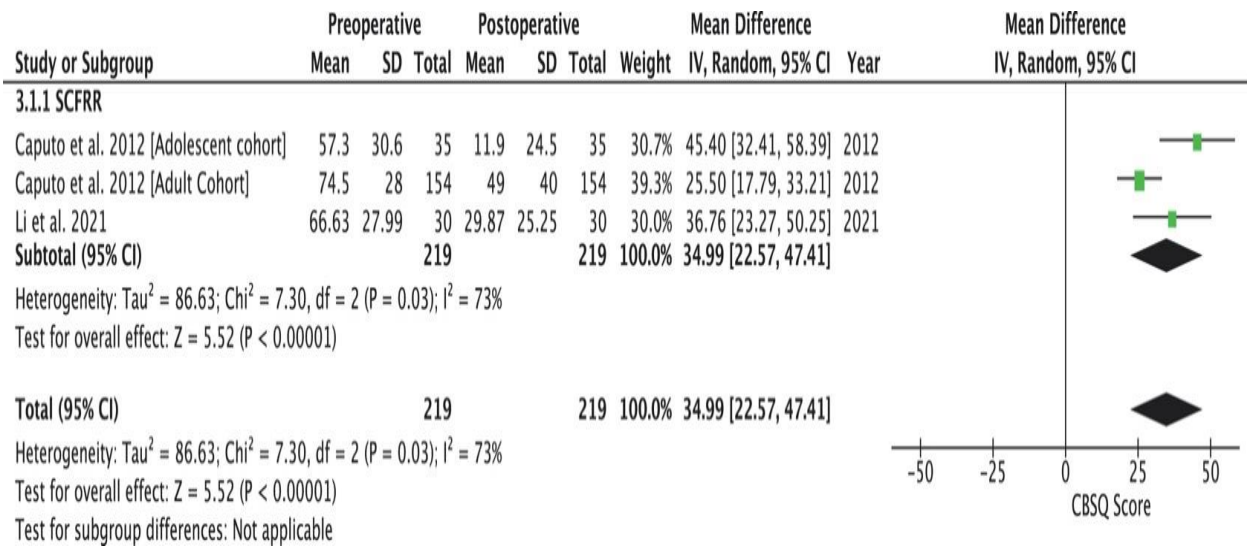 Preoperative Postoperative Mean Difference Mean Difference
Study or Subgroup Mean SD Total Mean SD Total Weight IV, Random, 95% CI Year IV, Random, 95% CI
3.1.1 SCFRR
Caputo et al. 2012 [Adolescent cohort] 57.3 30.6 35 11.9 24.5 35 30.7% 45.40 [32.41, 58.39] 2012
Caputo et al. 2012 [Adult Cohort] 74.5 28 154 49 40 154 39.3% 25.50 [17.79, 33.21] 2012
Li et al. 2021 66.63 27.99 30 29.87 25.25 30 30.0% 36.76 [23.27, 50.25] 2021
Subtotal (95% CI) 219 219 100.0% 34.99 [22.57, 47.41]
Heterogeneity: Tau² = 86.63; Chi² = 7.30, df = 2 (P = 0.03); I² = 73%
Test for overall effect: Z = 5.52 (P < 0.00001)
Total (95% CI) 219 219 100.0% 34.99 [22.57, 47.41]
Heterogeneity: Tau² = 86.63; Chi² = 7.30, df = 2 (P = 0.03); I² = 73%
Test for overall effect: Z = 5.52 (P < 0.00001)
Test for subgroup differences: Not applicable
−50 −25 0 25 50
CBSQ Score